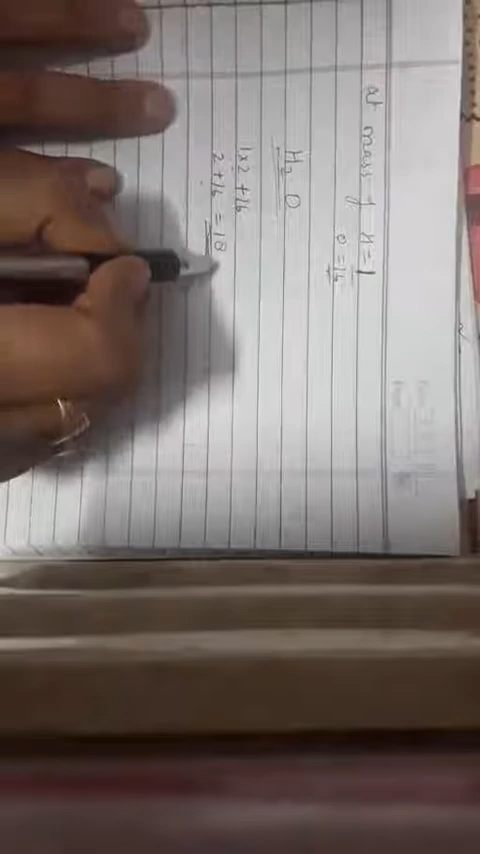 at mass of H = 1
O = 16
H₂O
1x2 + 16
2 + 16 = 18